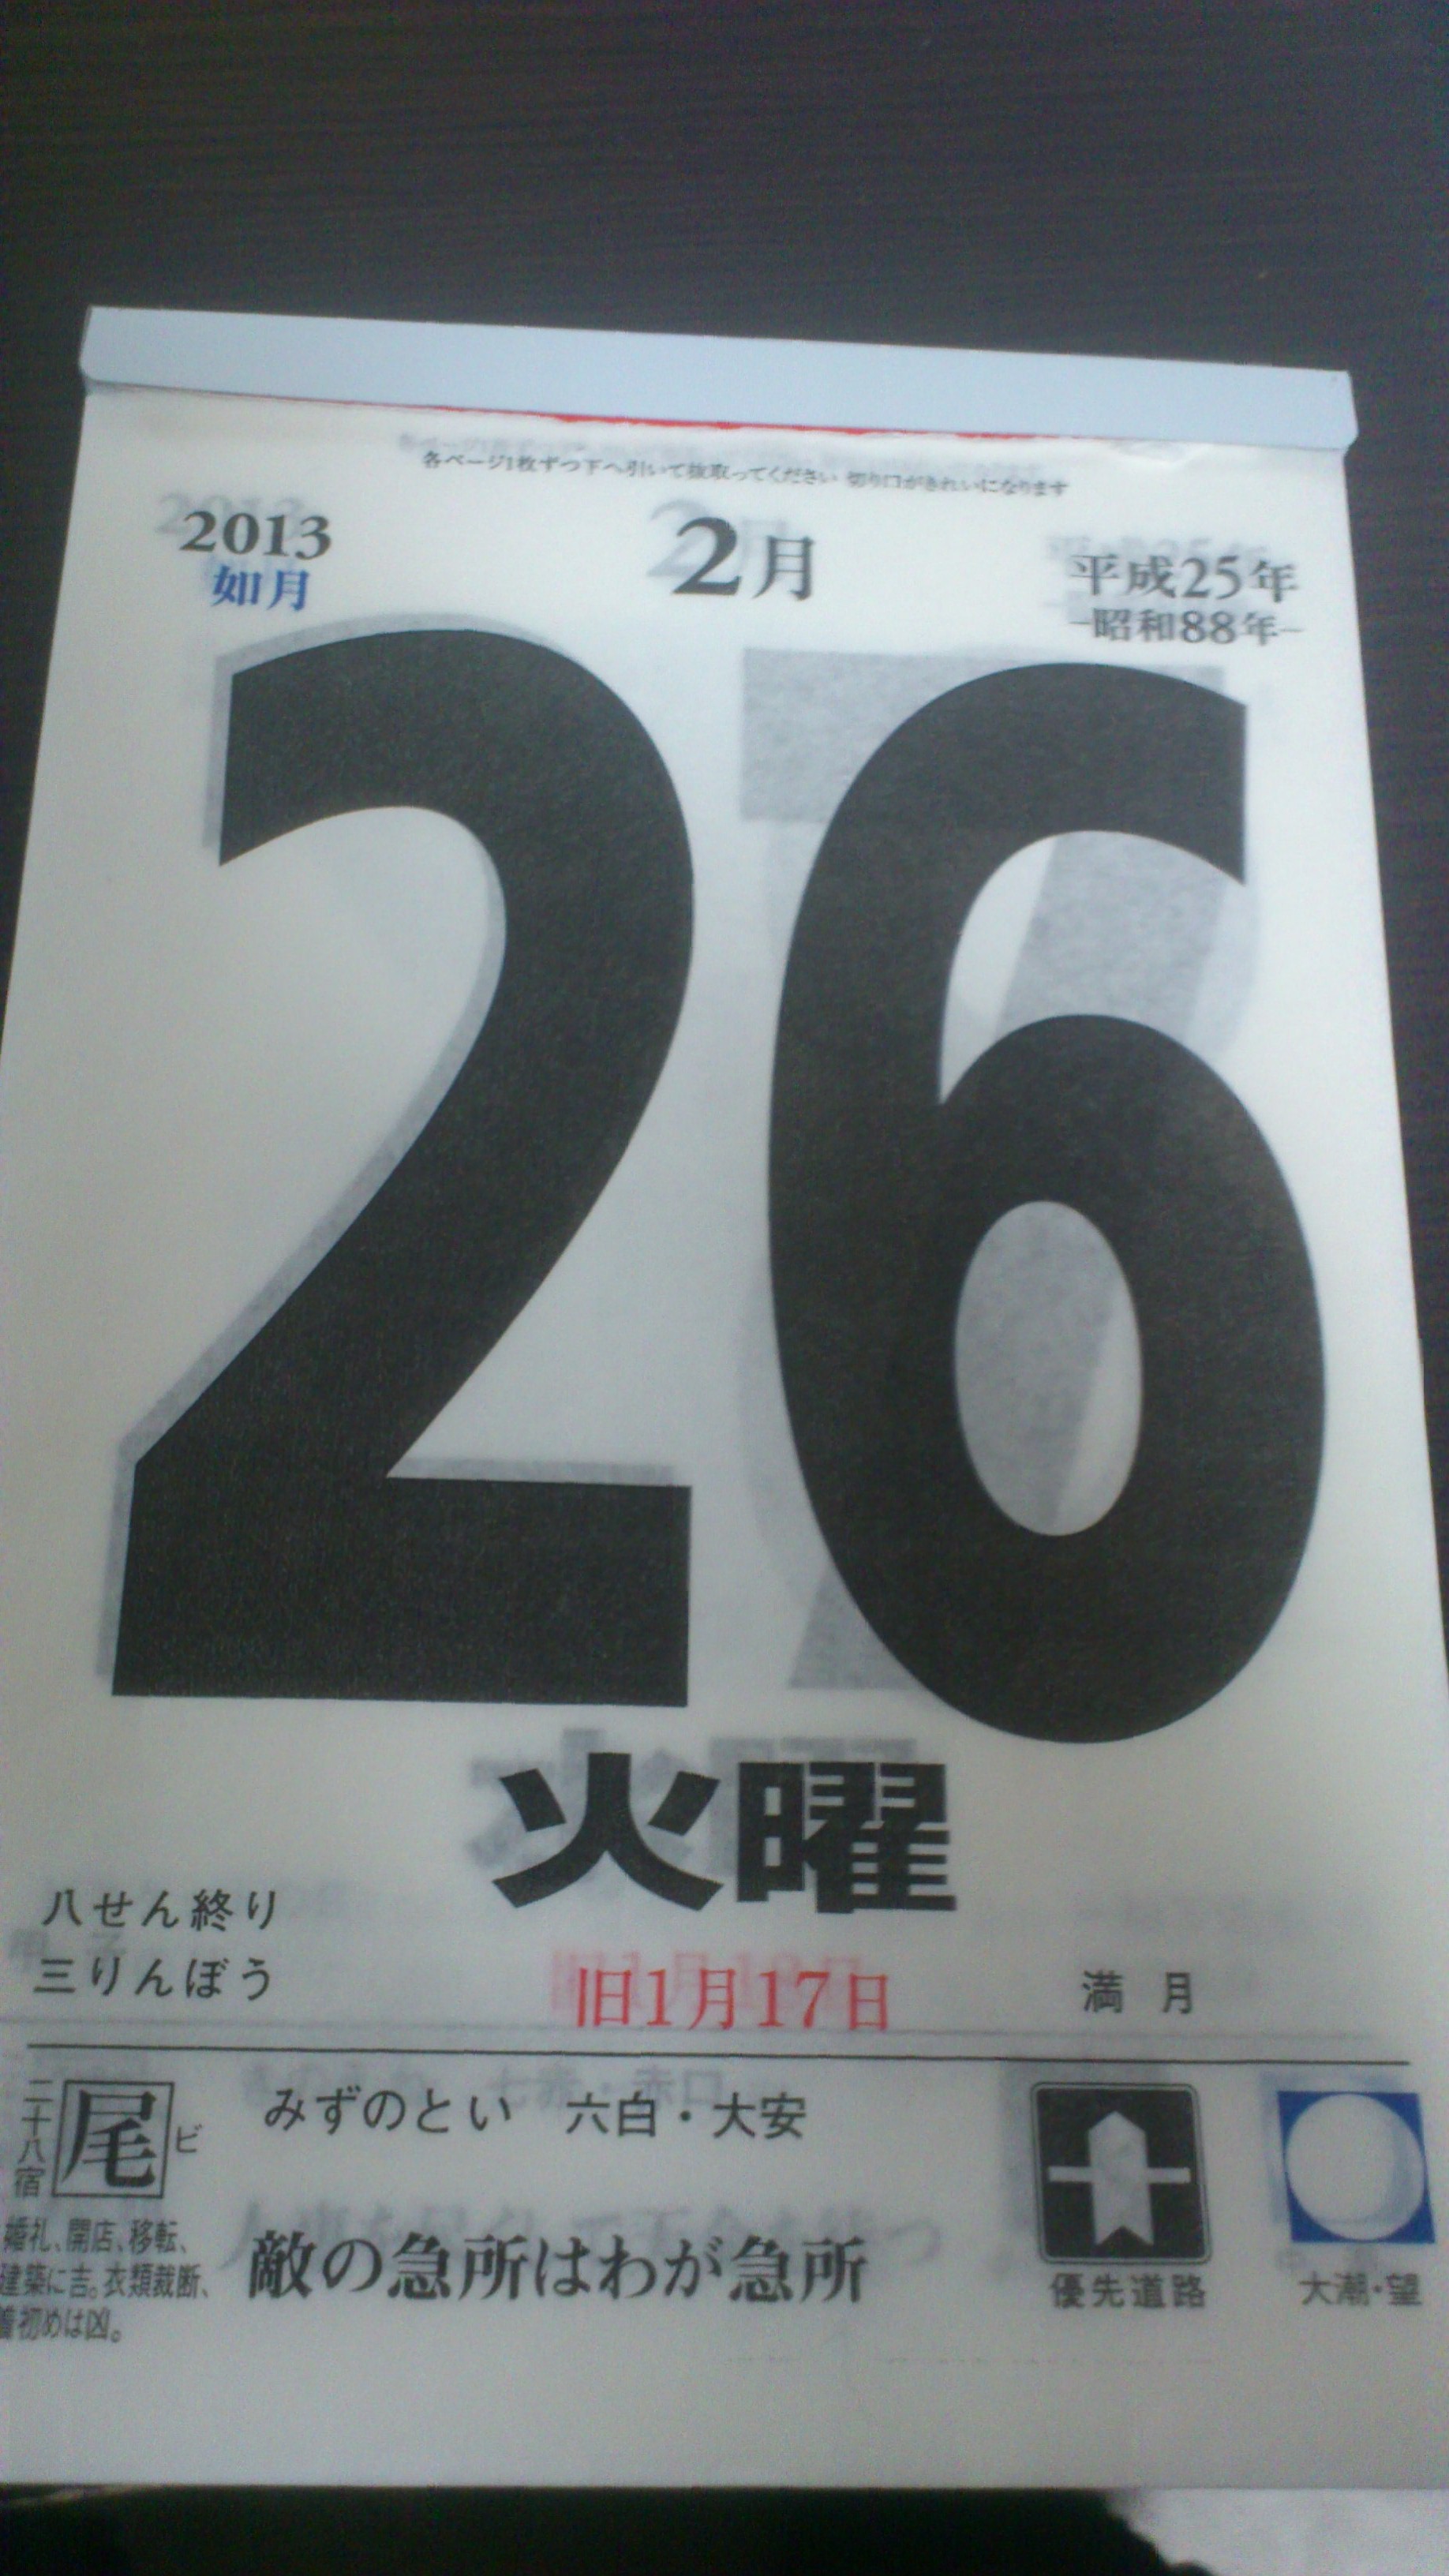 各ページ1枚ずつ下へ引いて抜取ってください 切り口がきれいになります
2013
如月
2月
平成25年
-昭和88年-
26
火曜
八せん終り
三りんぼう
旧1月17日
満月
二十八宿
尾
ビ
婚礼、開店、移転、
建築に吉。衣類裁断、
着初めは凶。
みずのとい 六白・大安
敵の急所はわが急所
優先道路
大潮・望